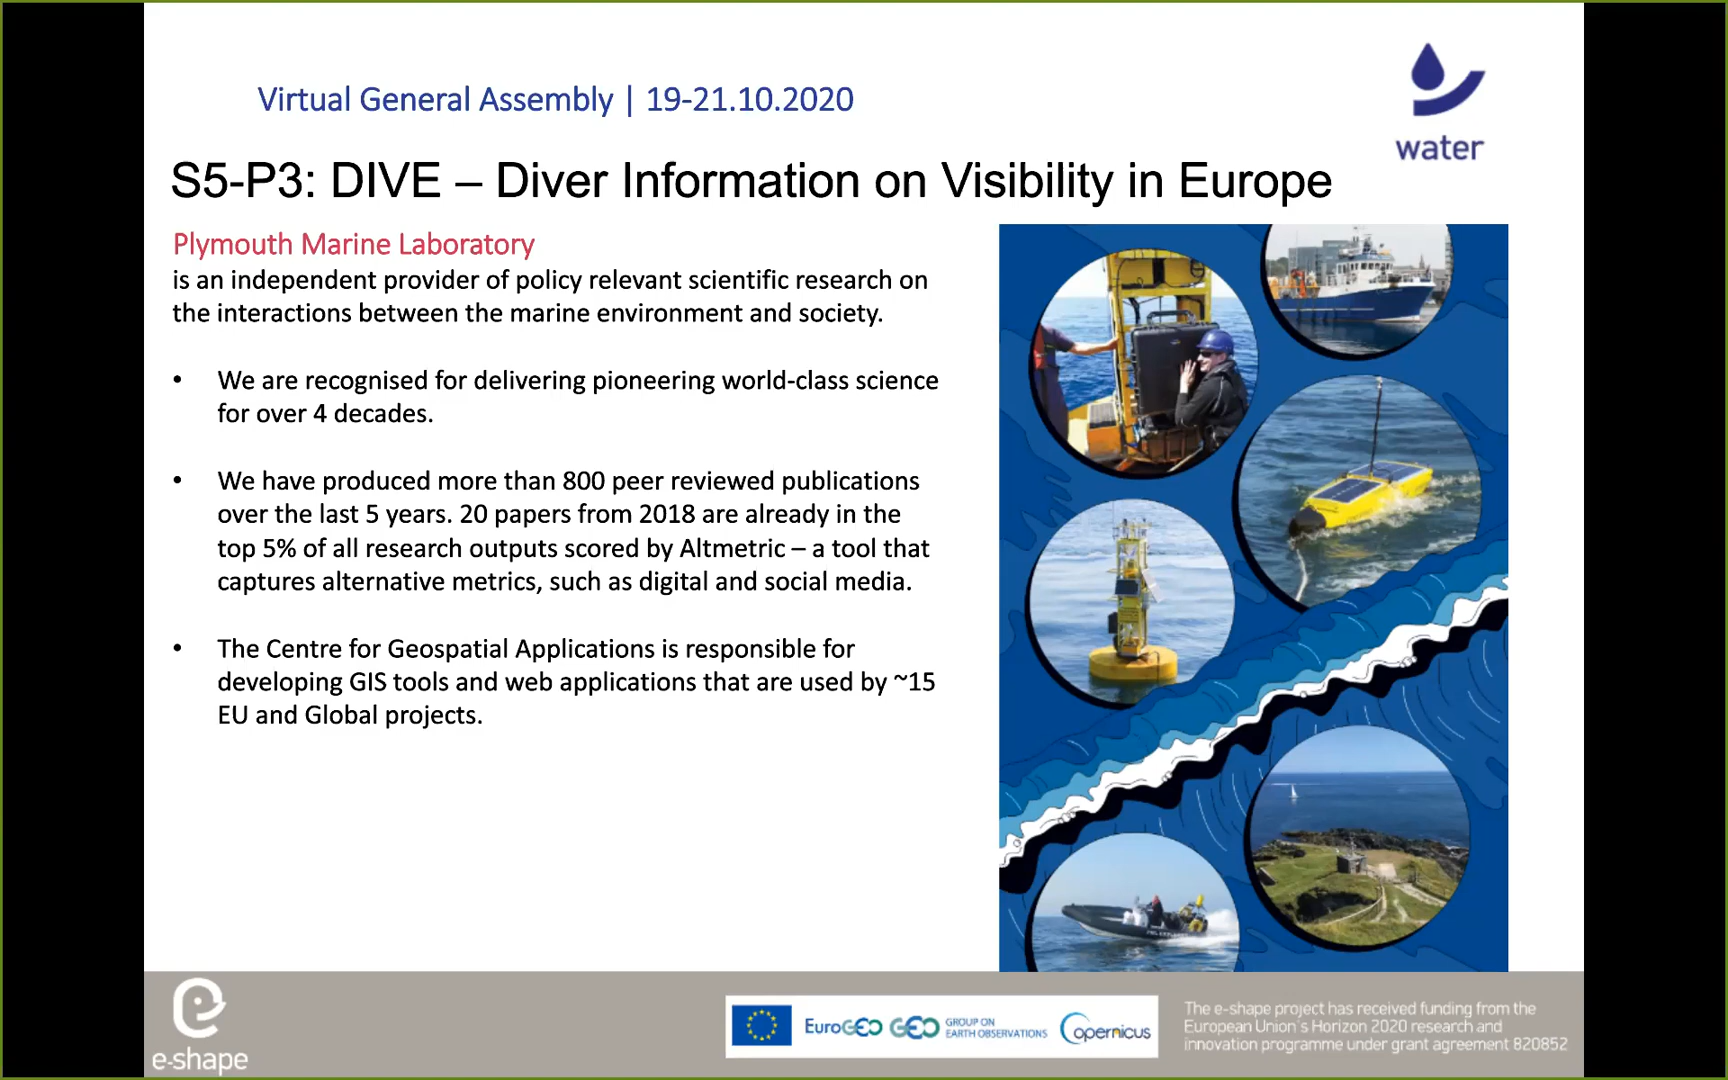 Virtual General Assembly | 19-21.10.2020
water
S5-P3: DIVE – Diver Information on Visibility in Europe
Plymouth Marine Laboratory
is an independent provider of policy relevant scientific research on
the interactions between the marine environment and society.
• We are recognised for delivering pioneering world-class science
for over 4 decades.
• We have produced more than 800 peer reviewed publications
over the last 5 years. 20 papers from 2018 are already in the
top 5% of all research outputs scored by Altmetric – a tool that
captures alternative metrics, such as digital and social media.
• The Centre for Geospatial Applications is responsible for
developing GIS tools and web applications that are used by ~15
EU and Global projects.
e-shape
EuroGEO
GEO
GROUP ON
EARTH OBSERVATIONS
Copernicus
The e-shape project has received funding from the
European Union's Horizon 2020 research and
innovation programme under grant agreement 820852